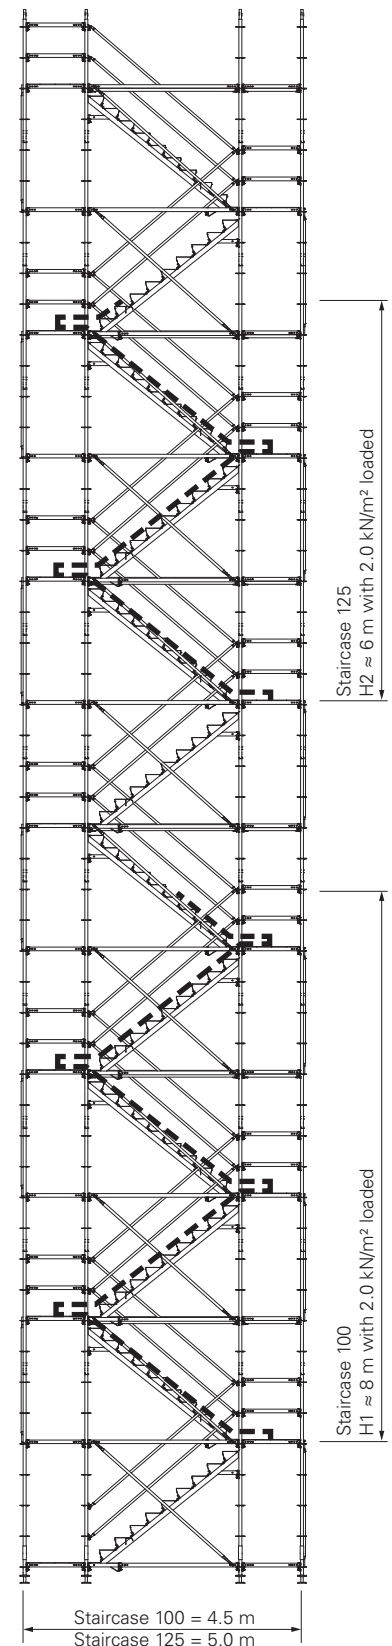 Staircase 125
H2 ≈ 6 m with 2.0 kN/m² loaded
Staircase 100
H1 ≈ 8 m with 2.0 kN/m² loaded
Staircase 100 = 4.5 m
Staircase 125 = 5.0 m